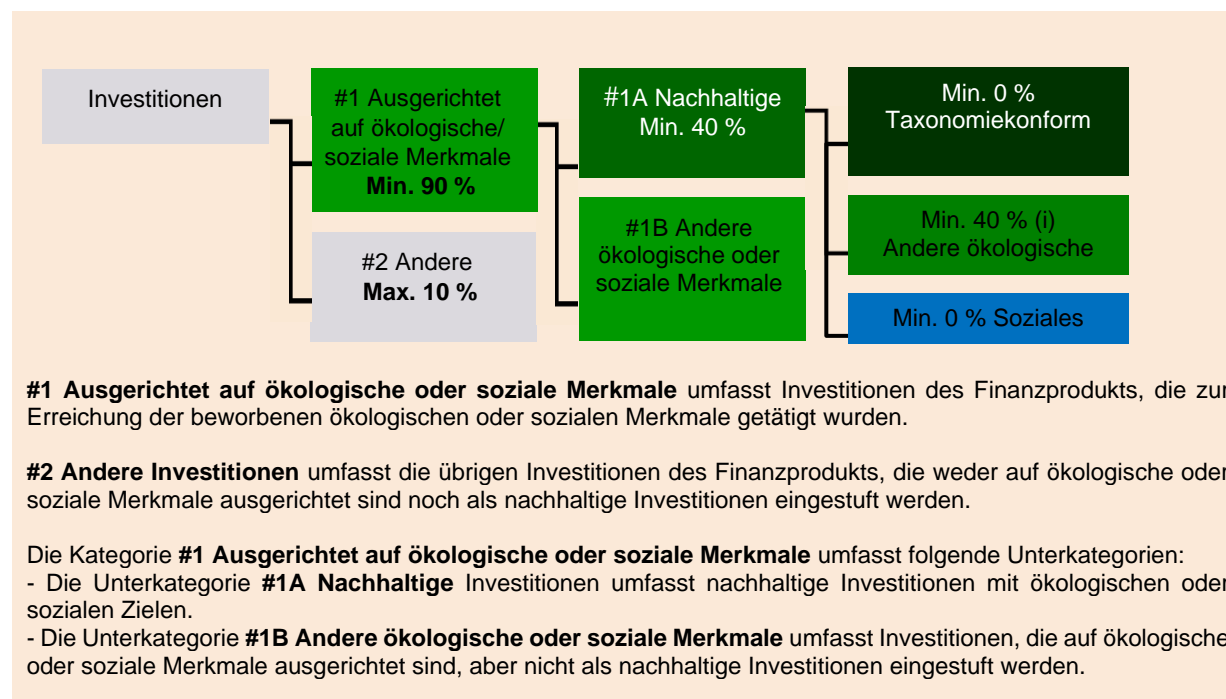 Investitionen
#1 Ausgerichtet
auf ökologische/
soziale Merkmale
Min. 90 %
#2 Andere
Max. 10 %
#1A Nachhaltige
Min. 40 %
#1B Andere
ökologische oder
soziale Merkmale
Min. 0 %
Taxonomiekonform
Min. 40 % (i)
Andere ökologische
Min. 0 % Soziales
#1 Ausgerichtet auf ökologische oder soziale Merkmale umfasst Investitionen des Finanzprodukts, die zur
Erreichung der beworbenen ökologischen oder sozialen Merkmale getätigt wurden.
#2 Andere Investitionen umfasst die übrigen Investitionen des Finanzprodukts, die weder auf ökologische oder
soziale Merkmale ausgerichtet sind noch als nachhaltige Investitionen eingestuft werden.
Die Kategorie #1 Ausgerichtet auf ökologische oder soziale Merkmale umfasst folgende Unterkategorien:
- Die Unterkategorie #1A Nachhaltige Investitionen umfasst nachhaltige Investitionen mit ökologischen oder
sozialen Zielen.
- Die Unterkategorie #1B Andere ökologische oder soziale Merkmale umfasst Investitionen, die auf ökologische
oder soziale Merkmale ausgerichtet sind, aber nicht als nachhaltige Investitionen eingestuft werden.